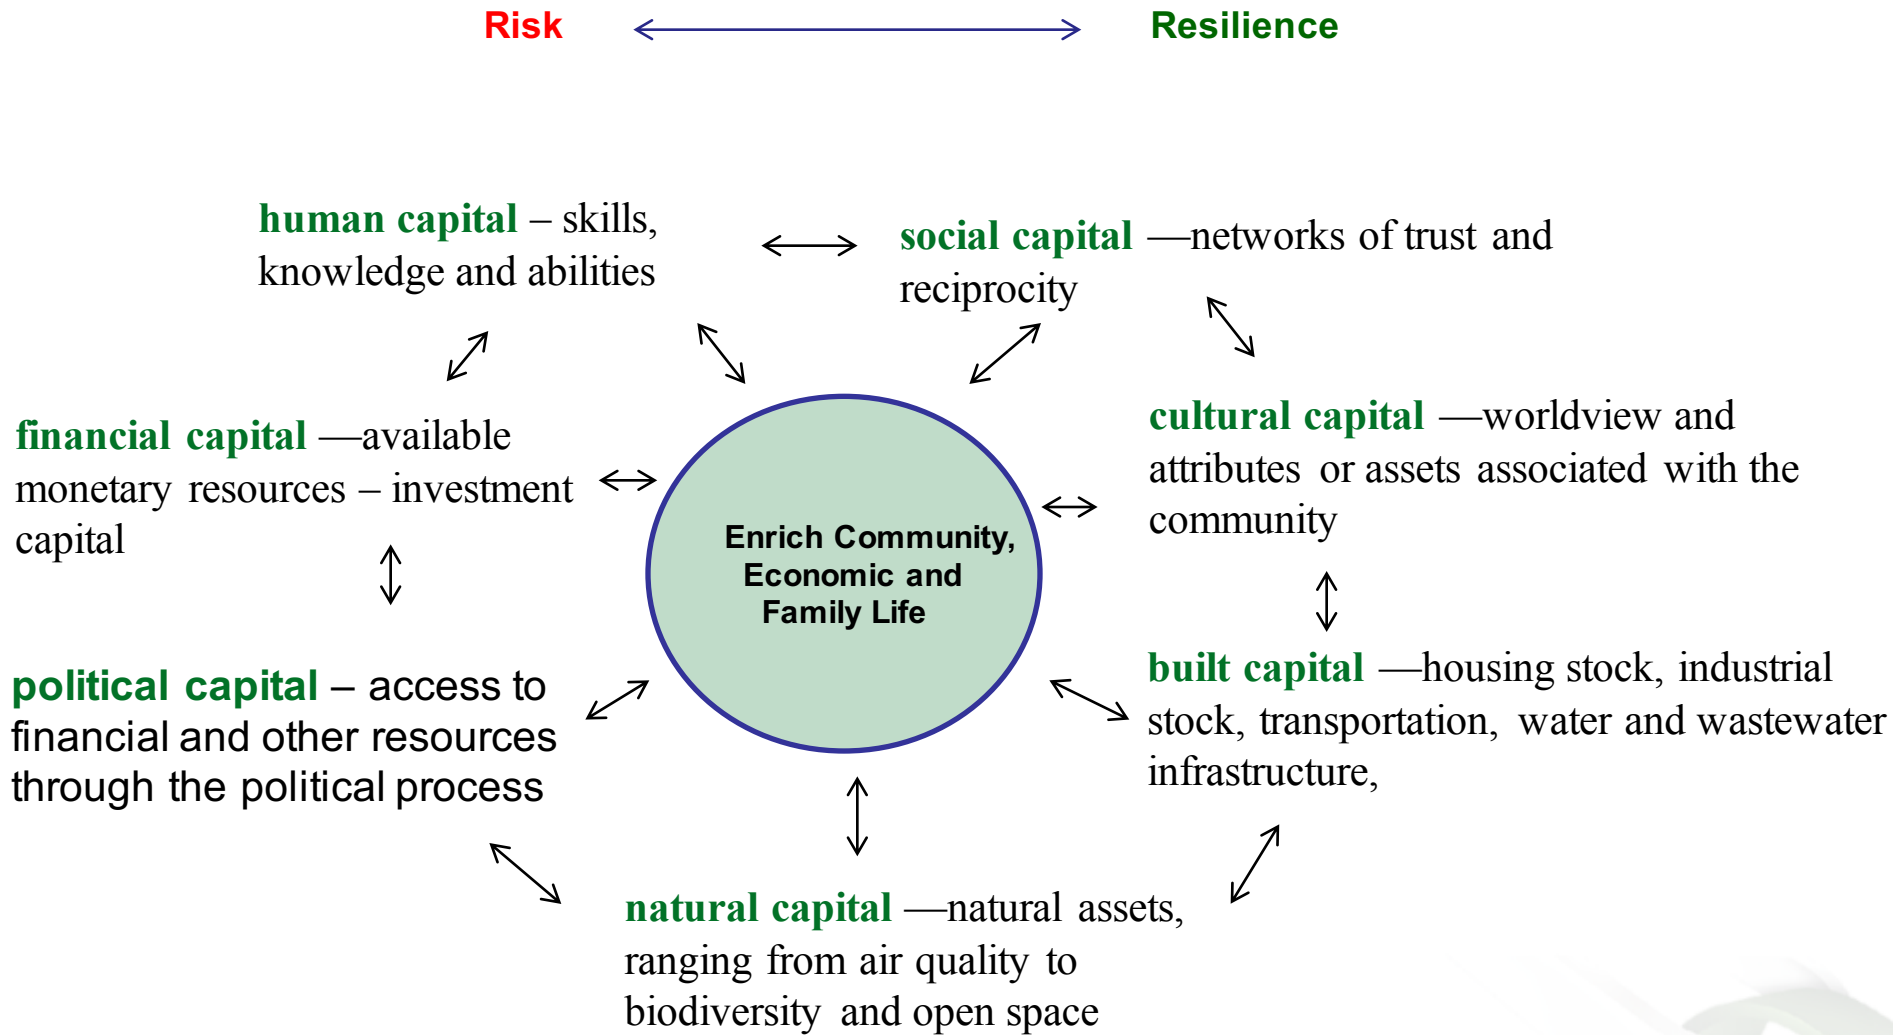 Risk
Resilience
human capital – skills,
knowledge and abilities
social capital —networks of trust and
reciprocity
financial capital —available
monetary resources – investment
capital
cultural capital —worldview and
attributes or assets associated with the
community
Enrich Community,
Economic and
Family Life
political capital – access to
financial and other resources
through the political process
built capital —housing stock, industrial
stock, transportation, water and wastewater
infrastructure,
natural capital —natural assets,
ranging from air quality to
biodiversity and open space